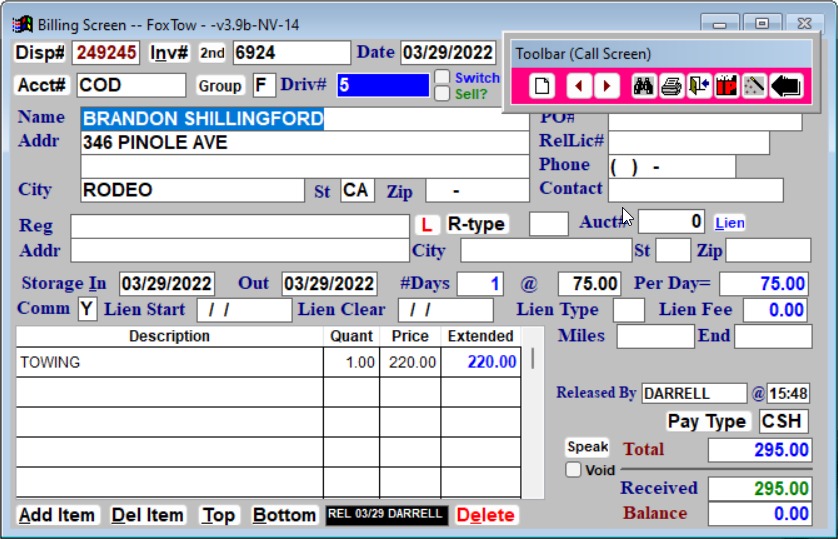 Billing Screen -- FoxTow - -v3.9b-NV-14
Toolbar (Call Screen)
Disp# 249245 Inv# 2nd 6924 Date 03/29/2022
Acct# COD Group F Driv# 5 Switch
Sell?
Name BRANDON SHILLINGFORD PO#
Addr 346 PINOLE AVE RelLic#
Phone ( ) -
City RODEO St CA Zip - Contact
Reg L R-type Auct# 0 Lien
Addr City St Zip
Storage In 03/29/2022 Out 03/29/2022 #Days 1 @ 75.00 Per Day= 75.00
Comm Y Lien Start / / Lien Clear / / Lien Type Lien Fee 0.00
Description Quant Price Extended Miles End
TOWING 1.00 220.00 220.00
Released By DARRELL @ 15:48
Pay Type CSH
Speak Total 295.00
Void
Received 295.00
Add Item Del Item Top Bottom REL 03/29 DARRELL Delete Balance 0.00